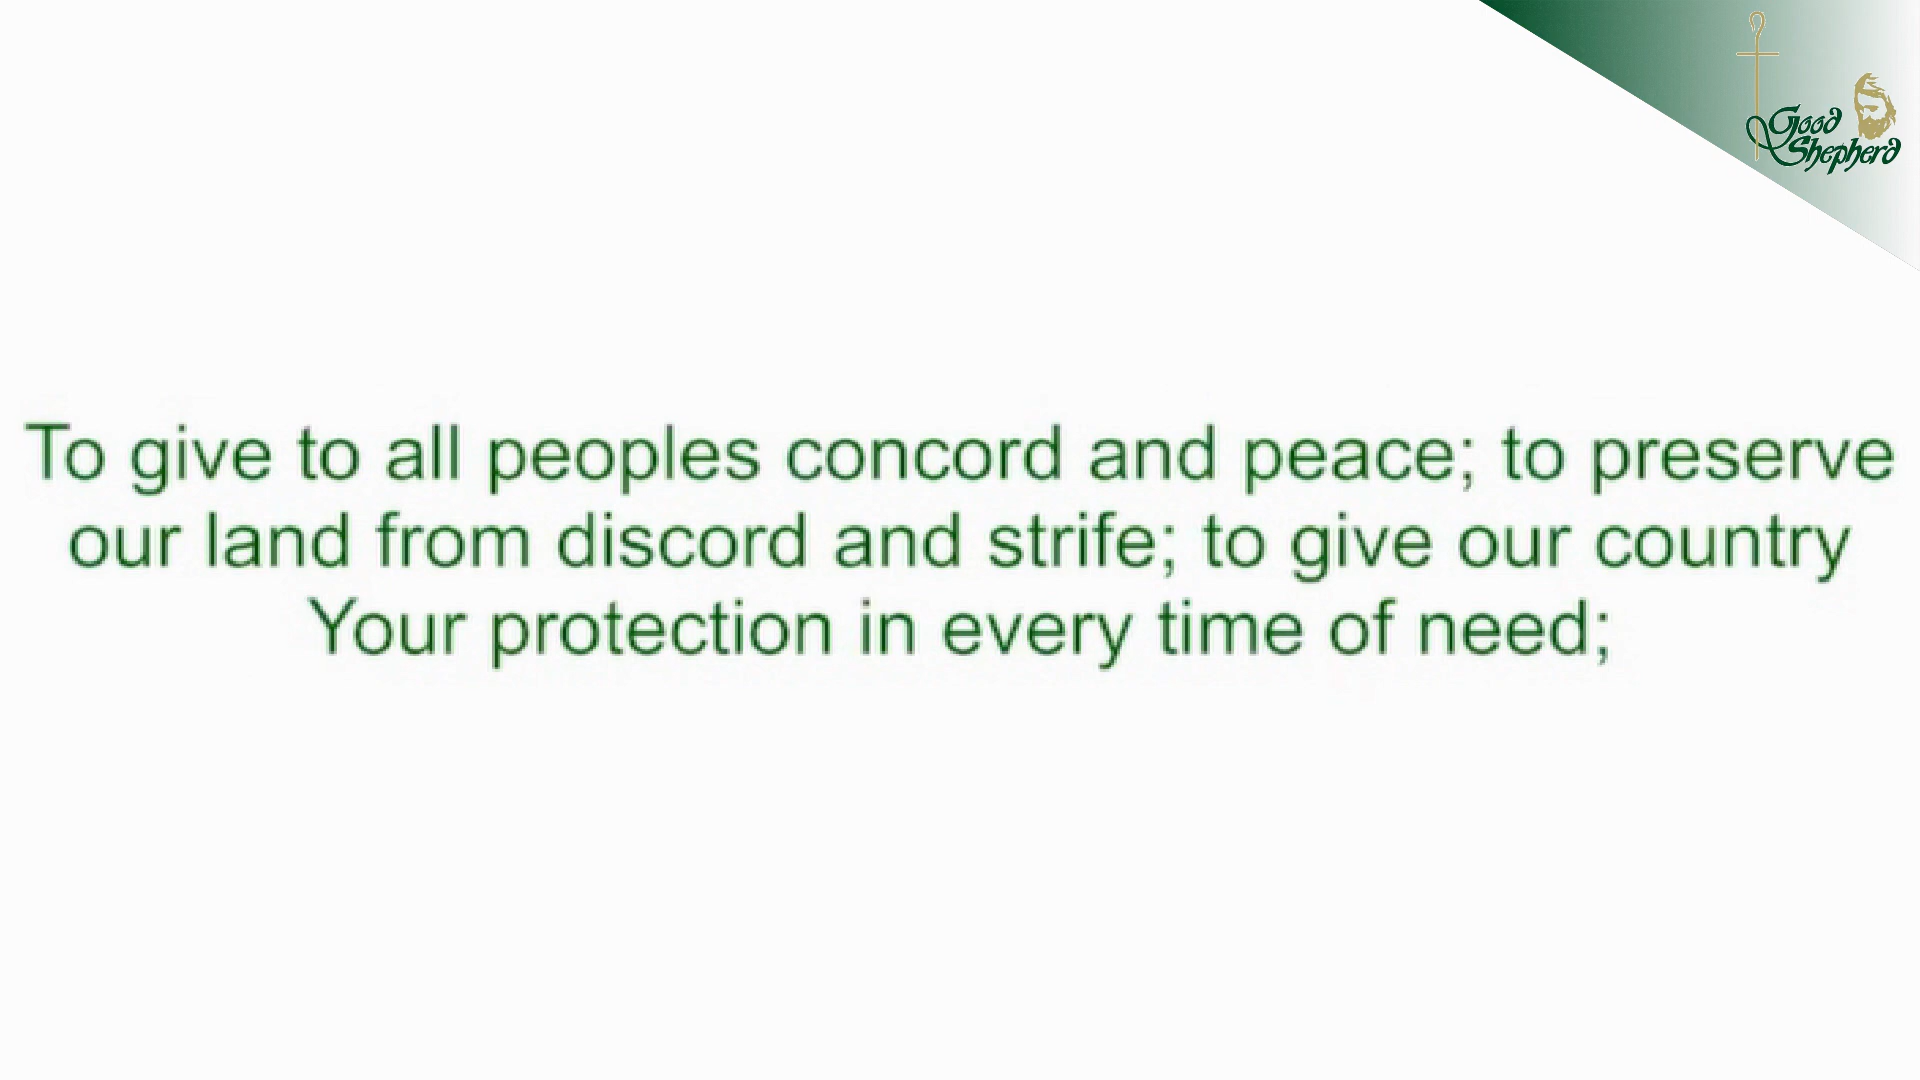 Good
Shepherd
To give to all peoples concord and peace; to preserve
our land from discord and strife; to give our country
Your protection in every time of need;